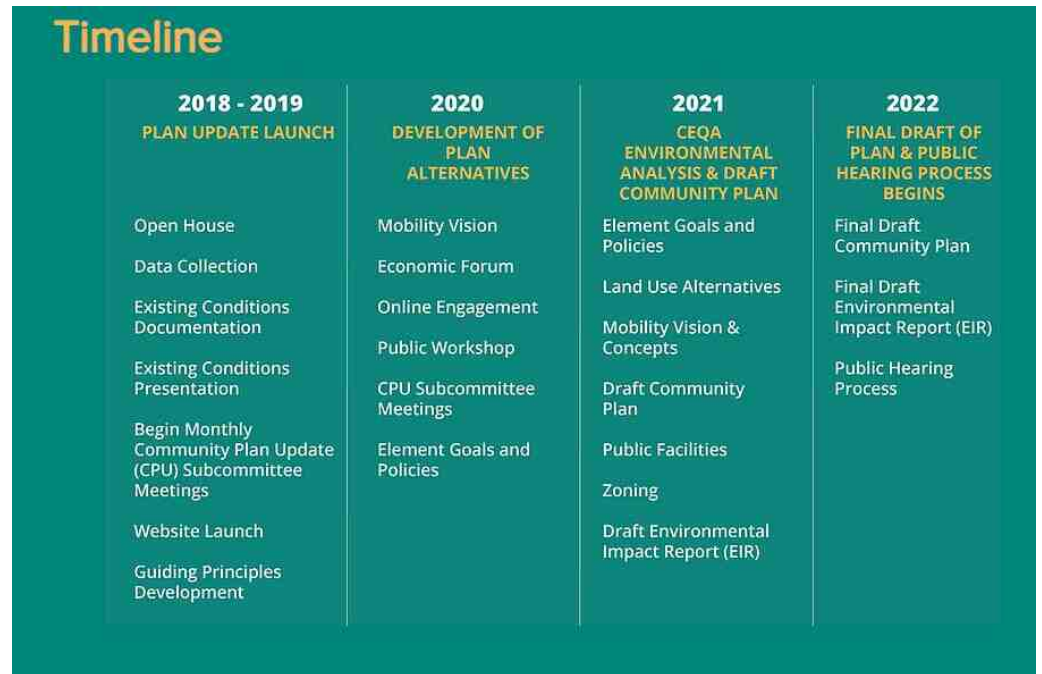 Timeline
2018 - 2019
PLAN UPDATE LAUNCH
Open House
Data Collection
Existing Conditions
Documentation
Existing Conditions
Presentation
Begin Monthly
Community Plan Update
(CPU) Subcommittee
Meetings
Website Launch
Guiding Principles
Development
2020
DEVELOPMENT OF
PLAN
ALTERNATIVES
Mobility Vision
Economic Forum
Online Engagement
Public Workshop
CPU Subcommittee
Meetings
Element Goals and
Policies
2021
CEQA
ENVIRONMENTAL
ANALYSIS & DRAFT
COMMUNITY PLAN
Element Goals and
Policies
Land Use Alternatives
Mobility Vision &
Concepts
Draft Community
Plan
Public Facilities
Zoning
Draft Environmental
Impact Report (EIR)
2022
FINAL DRAFT OF
PLAN & PUBLIC
HEARING PROCESS
BEGINS
Final Draft
Community Plan
Final Draft
Environmental
Impact Report (EIR)
Public Hearing
Process